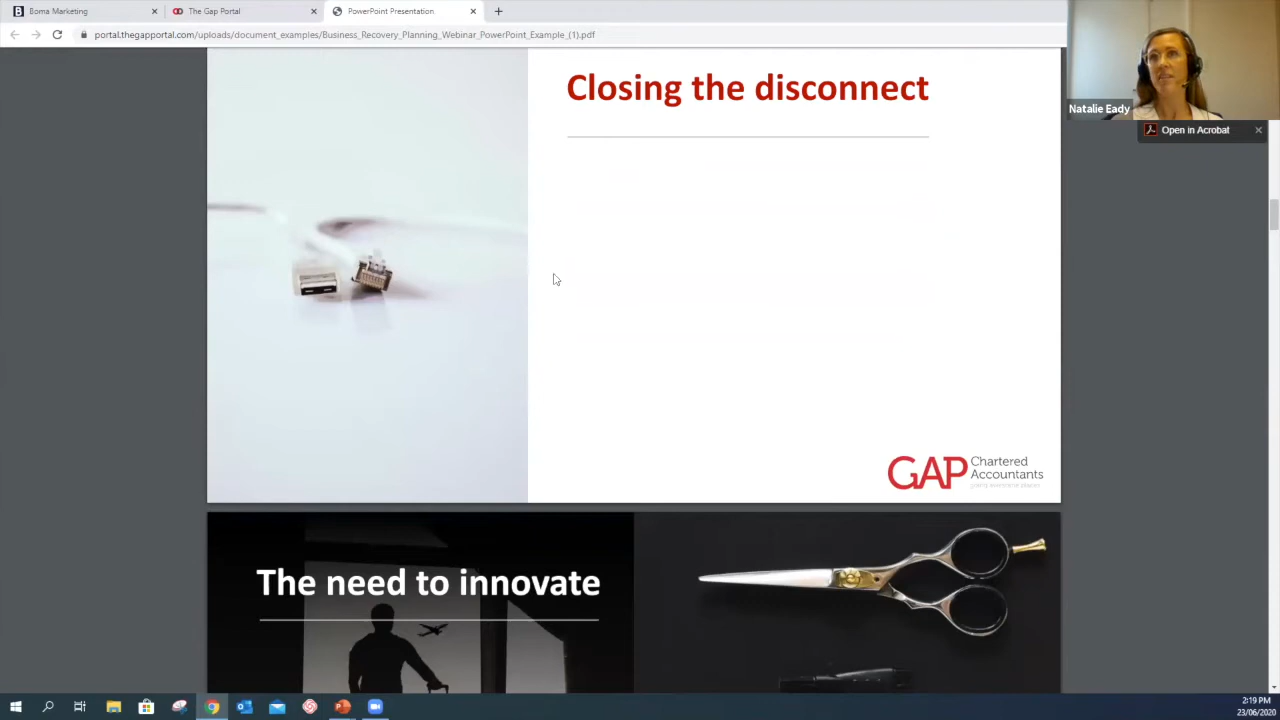 Boma Marketing
The Gap Portal
PowerPoint Presentation
portal.thegapportal.com/uploads/document_examples/Business_Recovery_Planning_Webinar_PowerPoint_Example_(1).pdf
Natalie Eady
Open in Acrobat
Closing the disconnect
GAP Chartered
Accountants
The need to innovate
2:19 PM
23/06/2020